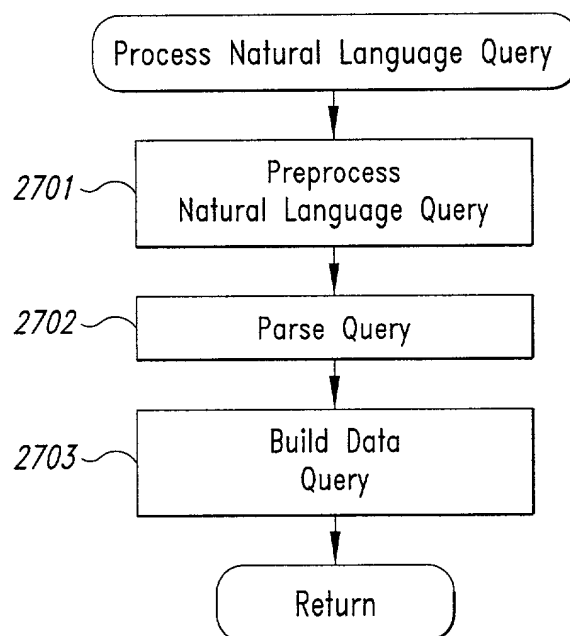 Process Natural Language Query
2701
Preprocess
Natural Language Query
2702
Parse Query
2703
Build Data
Query
Return